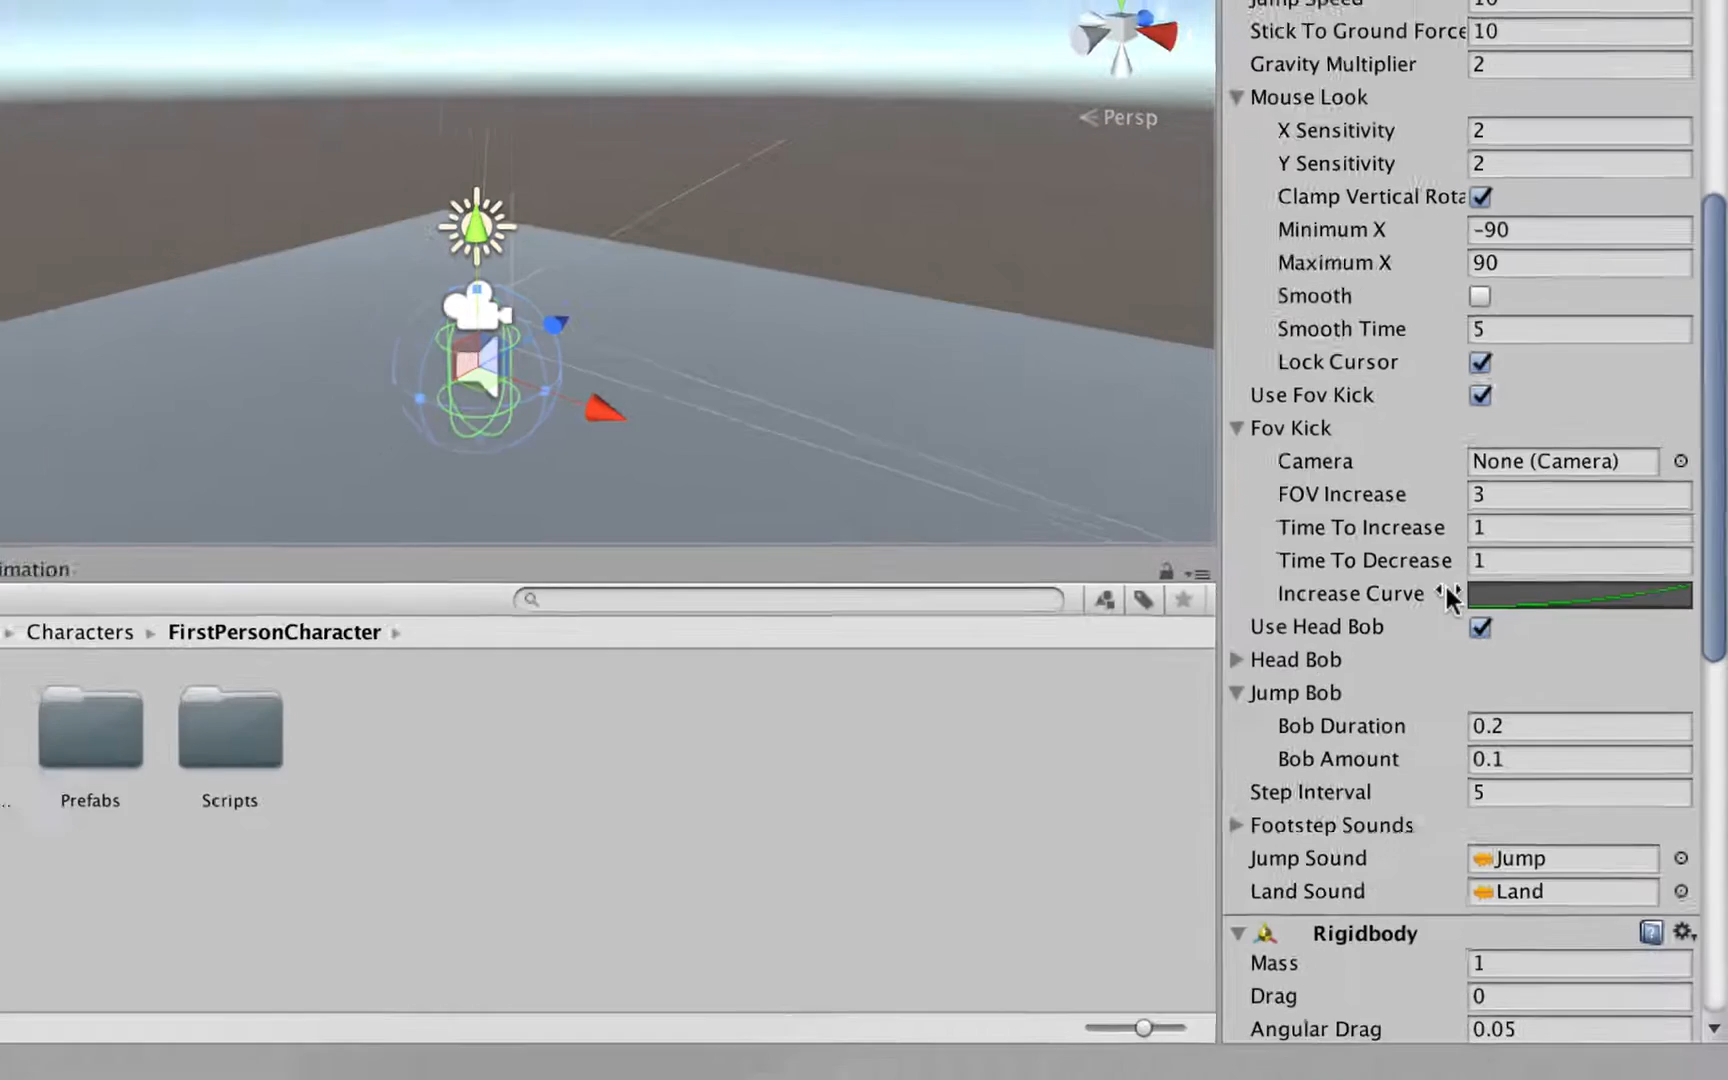 Jump Speed 10
Stick To Ground Force 10
Gravity Multiplier 2
Mouse Look
X Sensitivity 2
Y Sensitivity 2
Clamp Vertical Rota
Minimum X -90
Maximum X 90
Smooth
Smooth Time 5
Lock Cursor
Use Fov Kick
Fov Kick
Camera None (Camera)
FOV Increase 3
Time To Increase 1
Time To Decrease 1
Increase Curve
Use Head Bob
Head Bob
Jump Bob
Bob Duration 0.2
Bob Amount 0.1
Step Interval 5
Footstep Sounds
Jump Sound Jump
Land Sound Land
Rigidbody
Mass 1
Drag 0
Angular Drag 0.05
Persp
imation
Characters FirstPersonCharacter
... Prefabs Scripts